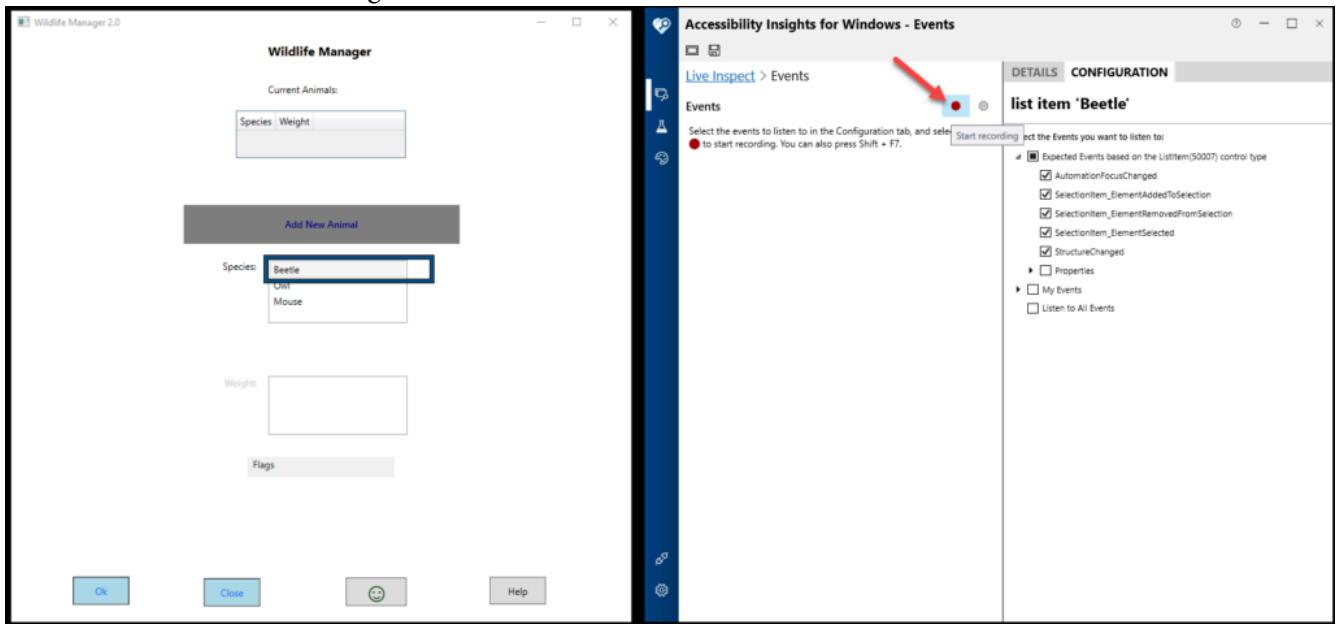 Wildlife Manager 2.0
Wildlife Manager
Current Animals:
Species Weight
Add New Animal
Species:
Beetle
Owl
Mouse
Weight:
Flags
Ok
Close
Help
Accessibility Insights for Windows - Events
Live Inspect > Events
Events
Select the events to listen to in the Configuration tab, and
to start recording. You can also press Shift + F7.
Start recording
DETAILS CONFIGURATION
list item 'Beetle'
the Events you want to listen to:
Expected Events based on the ListItem(50007) control type
AutomationFocusChanged
SelectionItem_ElementAddedToSelection
SelectionItem_ElementRemovedFromSelection
SelectionItem_ElementSelected
StructureChanged
Properties
My Events
Listen to All Events